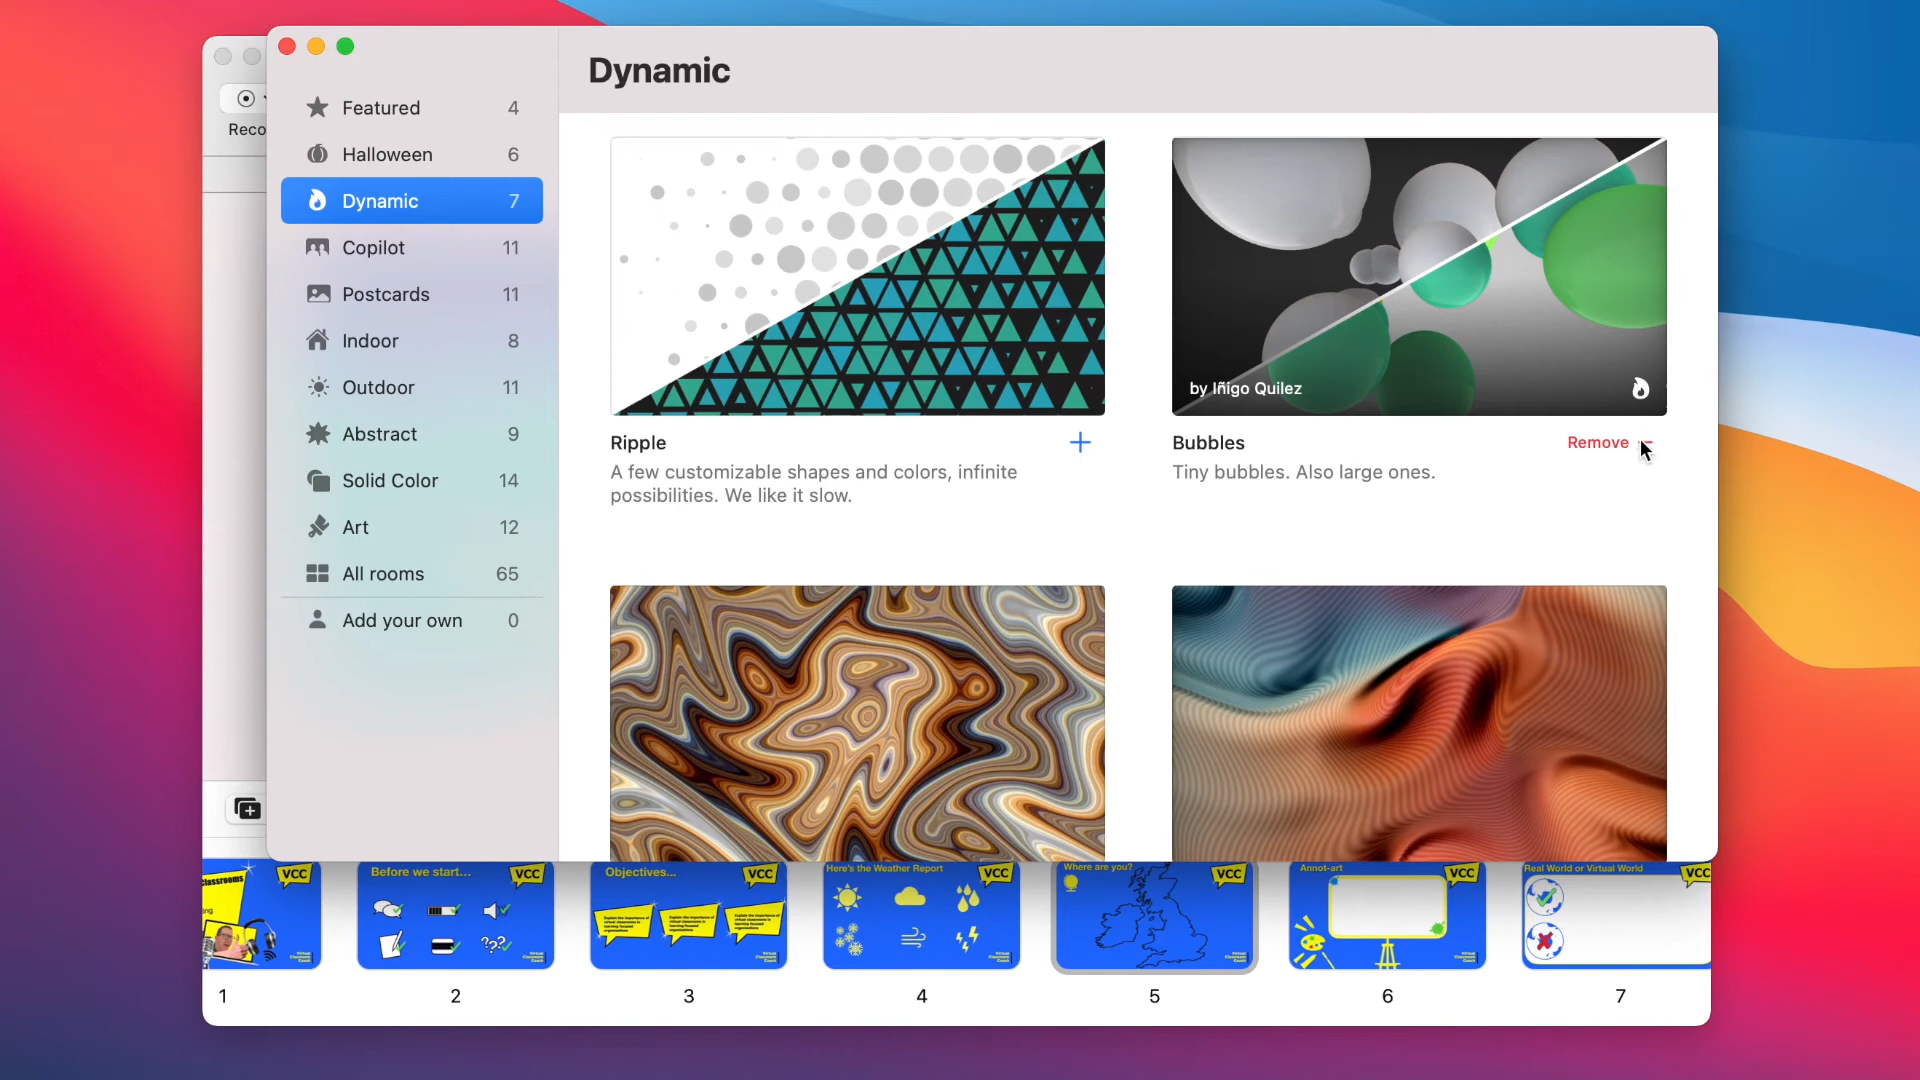 Dynamic
Reco
Featured 4
Halloween 6
Dynamic 7
Copilot 11
Postcards 11
Indoor 8
Outdoor 11
Abstract 9
Solid Color 14
Art 12
All rooms 65
Add your own 0
by Iñigo Quilez
Ripple
A few customizable shapes and colors, infinite
possibilities. We like it slow.
Bubbles
Remove
Tiny bubbles. Also large ones.
VCC
Before we start...
VCC
???
Objectives...
VCC
Here's the Weather Report
VCC
Where are you?
VCC
Annot-art
VCC
Real World or Virtual World
VCC
1
2
3
4
5
6
7